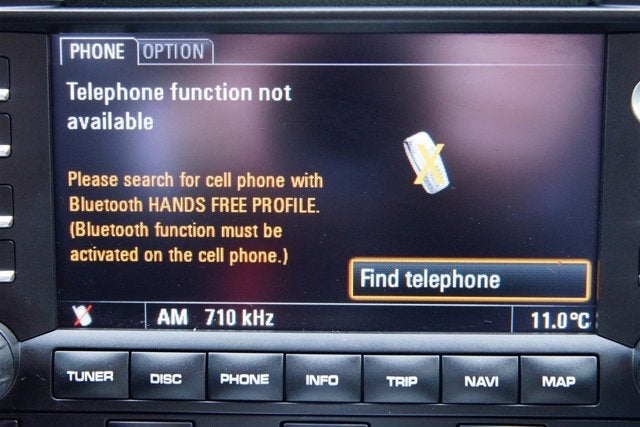 PHONE OPTION
Telephone function not
available
Please search for cell phone with
Bluetooth HANDS FREE PROFILE.
(Bluetooth function must be
activated on the cell phone.)
Find telephone
AM 710 kHz 11.0°C
TUNER DISC PHONE INFO TRIP NAVI MAP